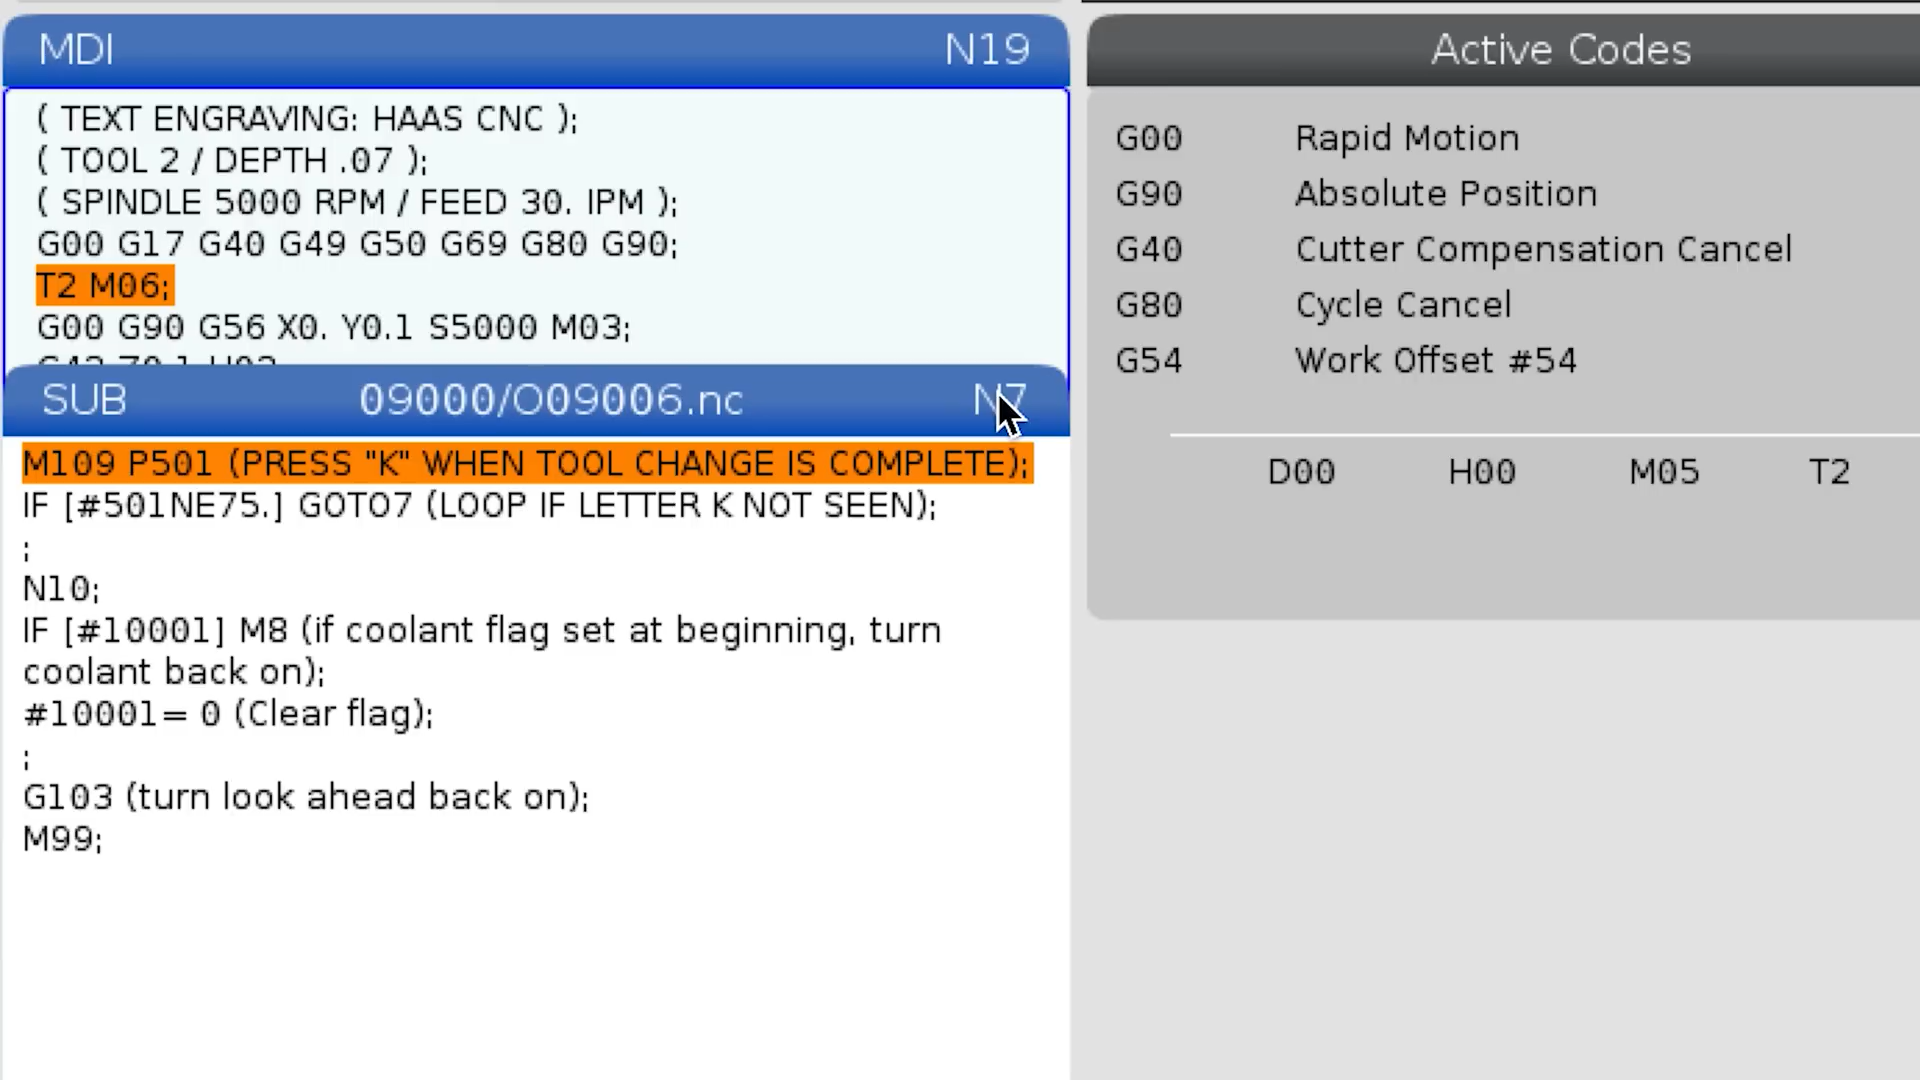 MDI N19
( TEXT ENGRAVING: HAAS CNC );
( TOOL 2 / DEPTH .07 );
( SPINDLE 5000 RPM / FEED 30. IPM );
G00 G17 G40 G49 G50 G69 G80 G90;
T2 M06;
G00 G90 G56 X0. Y0.1 S5000 M03;
SUB 09000/O09006.nc N7
M109 P501 (PRESS "K" WHEN TOOL CHANGE IS COMPLETE);
IF [#501NE75.] GOTO7 (LOOP IF LETTER K NOT SEEN);
;
N10;
IF [#10001] M8 (if coolant flag set at beginning, turn
coolant back on);
#10001= 0 (Clear flag);
;
G103 (turn look ahead back on);
M99;
Active Codes
G00 Rapid Motion
G90 Absolute Position
G40 Cutter Compensation Cancel
G80 Cycle Cancel
G54 Work Offset #54
D00 H00 M05 T2